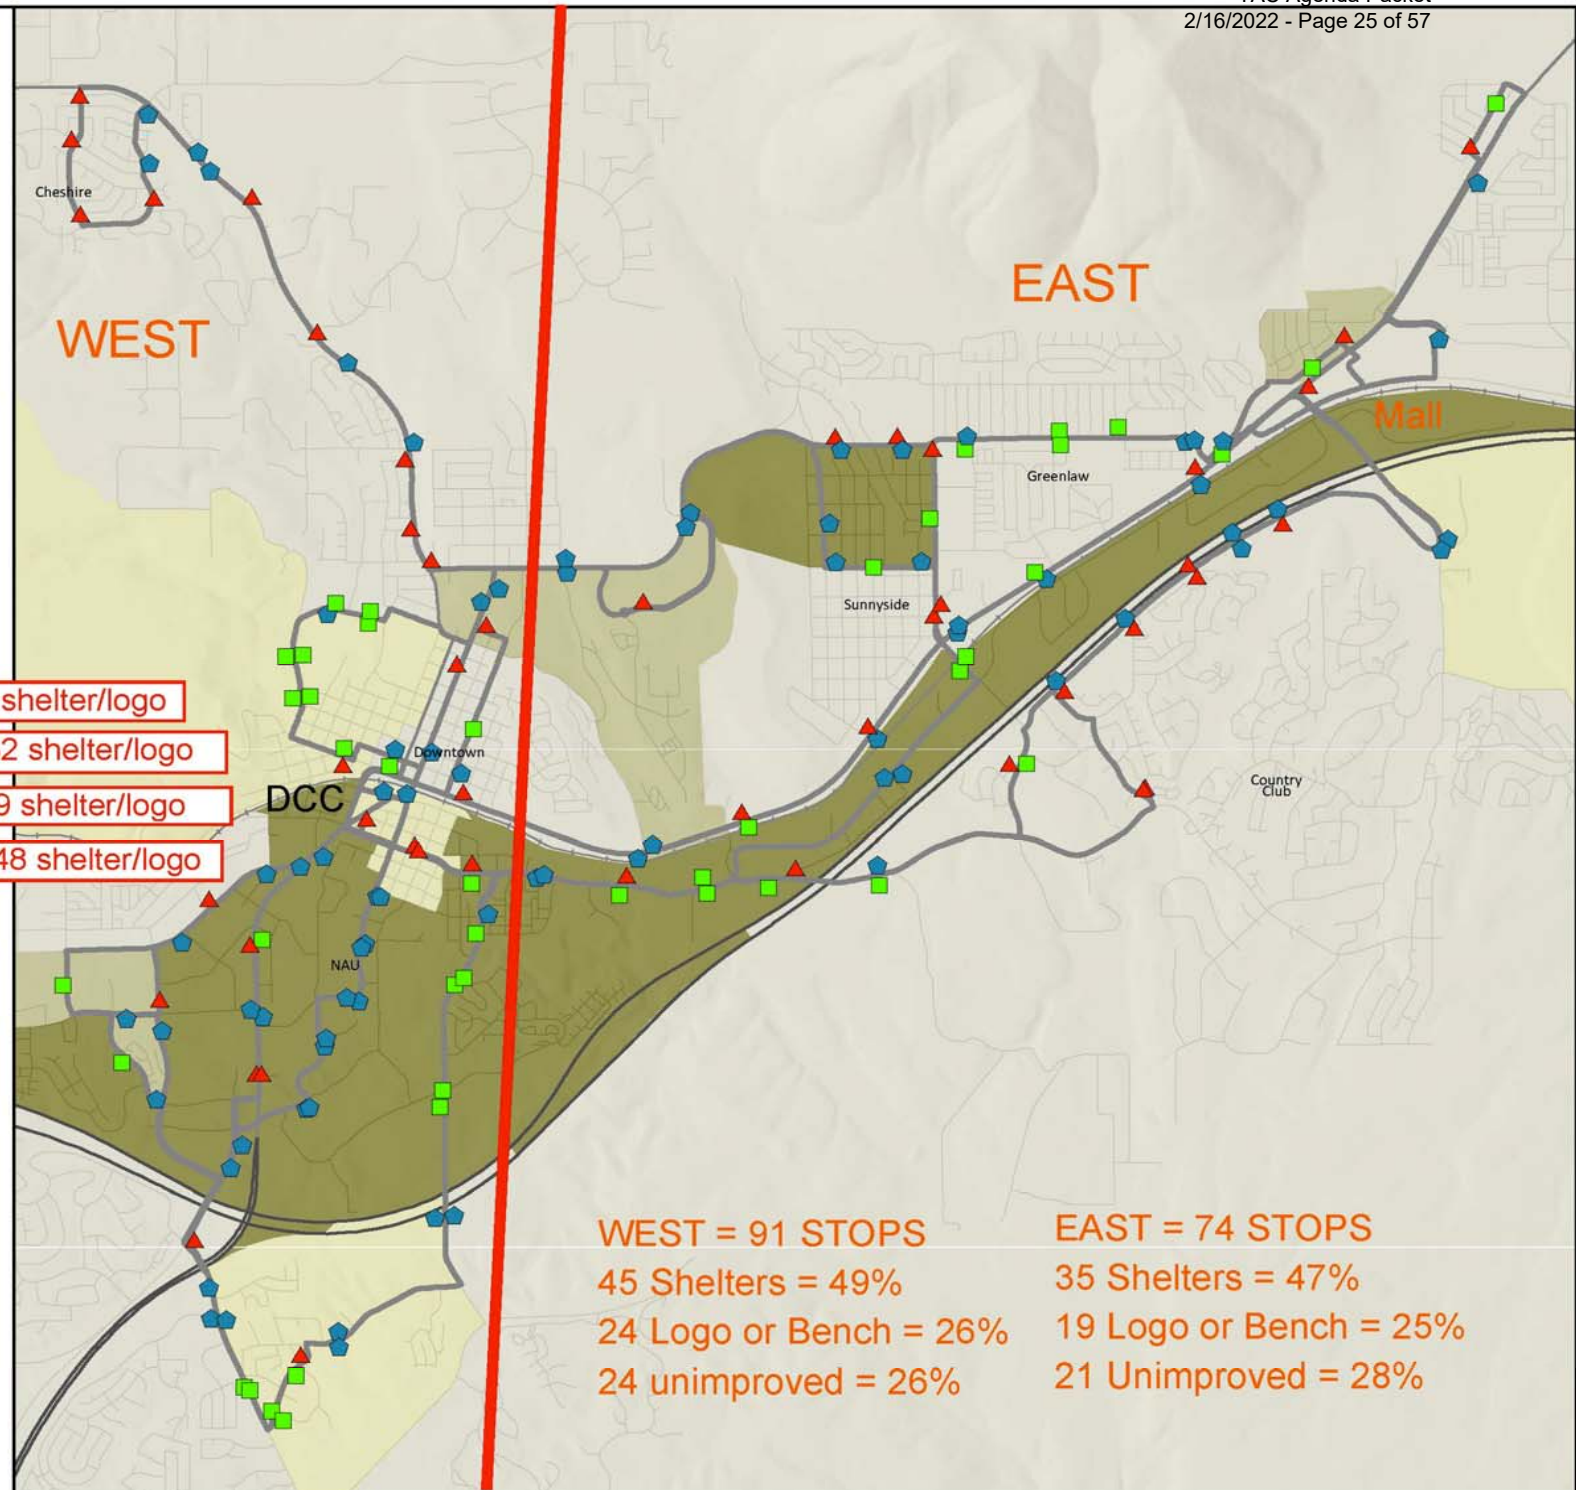 2/16/2022 - Page 25 of 57
Cheshire
EAST
WEST
Mall
Greenlaw
Sunnyside
shelter/logo
2 shelter/logo
Downtown
Country
Club
DCC
9 shelter/logo
48 shelter/logo
NAU
WEST = 91 STOPS
45 Shelters = 49%
24 Logo or Bench = 26%
24 unimproved = 26%
EAST = 74 STOPS
35 Shelters = 47%
19 Logo or Bench = 25%
21 Unimproved = 28%